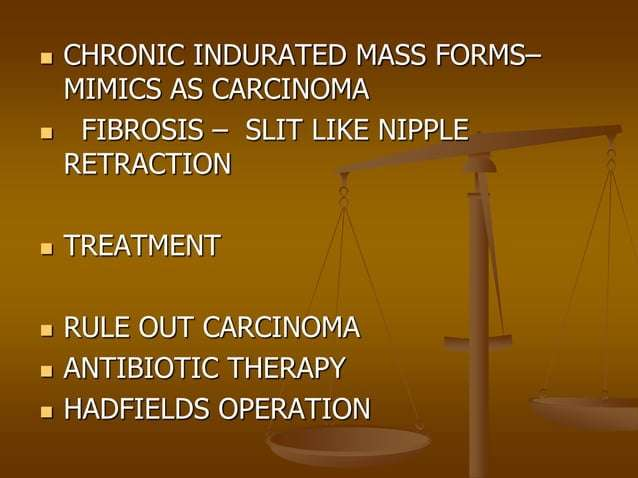 CHRONIC INDURATED MASS FORMS–
MIMICS AS CARCINOMA
FIBROSIS – SLIT LIKE NIPPLE
RETRACTION
TREATMENT
RULE OUT CARCINOMA
ANTIBIOTIC THERAPY
HADFIELDS OPERATION